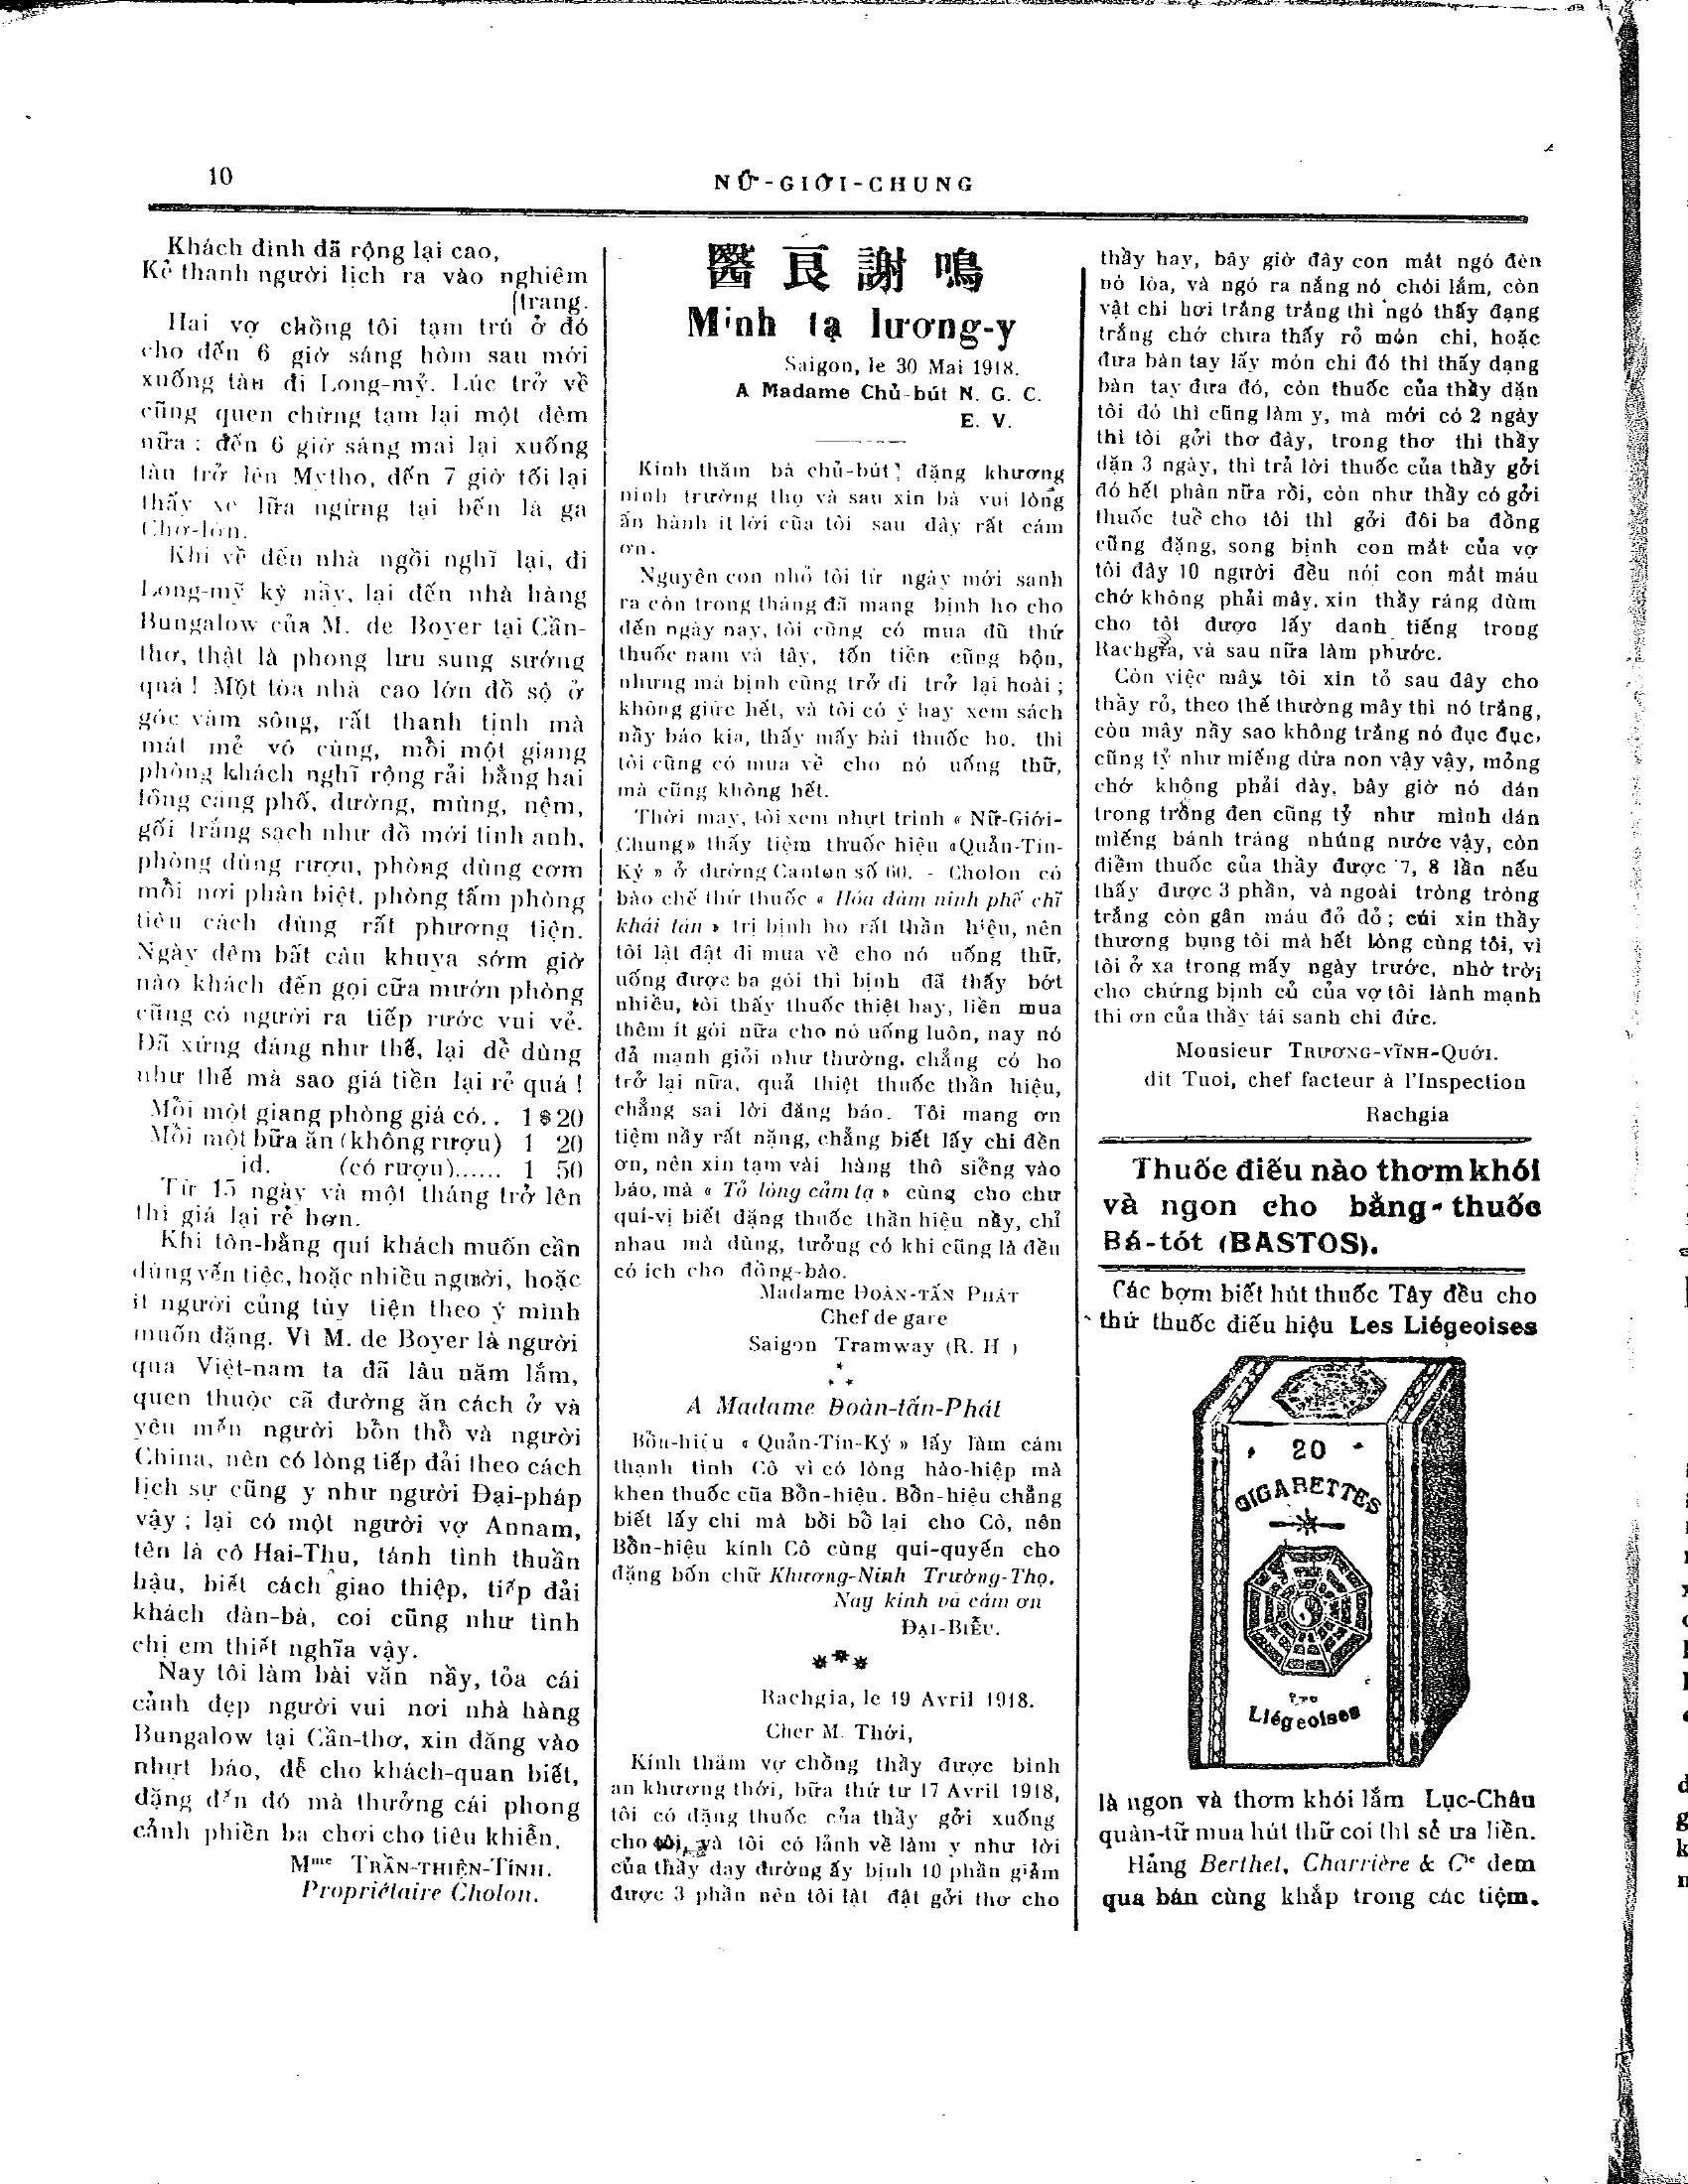 10
NỮ-GIỚI-CHUNG
Khách đinh đã rộng lại cao,
Kẻ thanh người lịch ra vào nghiêm
[trang.
Hai vợ chồng tôi tạm trú ở đó
cho đến 6 giờ sáng hôm sau mới
xuống tàu đi Long-mỷ. Lúc trở về
cũng quen chừng tạm lại một đêm
nữa : đến 6 giờ sáng mai lại xuống
tàu trở lên Mytho, đến 7 giờ tối lại
thấy xe lữa ngừng tại bến là ga
Chợ-lớn.
Khi về đến nhà ngồi nghĩ lại, đi
Long-mỹ kỳ nầy, lại đến nhà hàng
Bungalow của M. de Boyer tại Cần-
thơ, thật là phong lưu sung sướng
quá ! Một tòa nhà cao lớn đồ sộ ở
góc vàm sông, rất thanh tịnh mà
mát mẻ vô cùng, mỗi một giang
phòng khách nghĩ rộng rải bằng hai
lòng căng phố, đường, mùng, nệm,
gối trắng sạch như đồ mới tinh anh,
phòng dùng rượu, phòng dùng cơm
mỗi nơi phân biệt, phòng tắm phòng
tiêu cách dùng rất phương tiện.
Ngày đêm bất câu khuya sớm giờ
nào khách đến gọi cữa mướn phòng
cũng có người ra tiếp rước vui vẻ.
Đã xứng đáng như thế, lại dễ dùng
như thế mà sao giá tiền lại rẻ quá !
Mỗi một giang phòng giá có.. 1 $ 20
Mỗi một bữa ăn (không rượu) 1 20
id. (có rượu)...... 1 50
Từ 15 ngày và một tháng trở lên
thì giá lại rẻ hơn.
Khi tôn-bằng quí khách muốn cần
dùng yến tiệc, hoặc nhiều người, hoặc
ít người củng tùy tiện theo ý mình
muốn đặng. Vì M. de Boyer là người
qua Việt-nam ta đã lâu năm lắm,
quen thuộc cã đường ăn cách ở và
yêu mến người bổn thổ và người
China, nên có lòng tiếp đải theo cách
lịch sự cũng y như người Đại-pháp
vậy ; lại có một người vợ Annam,
tên là cô Hai-Thu, tánh tình thuần
hậu, biết cách giao thiệp, tiếp đải
khách đàn-bà, coi cũng như tình
chị em thiết nghĩa vậy.
Nay tôi làm bài văn nầy, tỏa cái
cảnh đẹp người vui nơi nhà hàng
Bungalow tại Cần-thơ, xin đăng vào
nhựt báo, để cho khách-quan biết,
đặng đến đó mà thưởng cái phong
cảnh phiền ba chơi cho tiêu khiển.
Mme TRẦN-THIỆN-TÍNH.
Propriétaire Cholon.
醫良謝鳴
Minh tạ lương-y
Saigon, le 30 Mai 1918.
A Madame Chủ-bút N. G. C.
E. V.
Kính thăm bà chủ-bút, đặng khương
ninh trường thọ và sau xin bà vui lòng
ấn hành ít lời cũa tôi sau đây rất cám
ơn.
Nguyên con nhỏ tôi từ ngày mới sanh
ra còn trong tháng đã mang bịnh ho cho
đến ngày nay, tôi cũng có mua đũ thứ
thuốc nam và tây, tốn tiền cũng bộn,
nhưng mà bịnh cũng trở đi trở lại hoài ;
không giức hết, và tôi có ý hay xem sách
nầy báo kia, thấy mấy bài thuốc ho. thì
tôi cũng có mua về cho nó uống thữ,
mà cũng không hết.
Thời may, tôi xem nhựt trình « Nữ-Giới-
Chung» thấy tiệm thuốc hiệu «Quản-Tín-
Ký » ở đường Canton số 60. - Cholon có
bào chế thứ thuốc « Hóa đàm ninh phế chĩ
khái tán » trị bịnh ho rất thần hiệu, nên
tôi lật đật đi mua về cho nó uống thữ,
uống được ba gói thì bịnh đã thấy bớt
nhiều, tôi thấy thuốc thiệt hay, liền mua
thêm ít gói nữa cho nó uống luôn, nay nó
đả mạnh giỏi như thường. chẳng có ho
trở lại nữa, quả thiệt thuốc thần hiệu,
chẳng sai lời đăng báo. Tôi mang ơn
tiệm nầy rất nặng, chẳng biết lấy chi đền
ơn, nên xin tạm vài hàng thô siềng vào
báo, mà « Tỏ lòng cảm tạ » cùng cho chư
quí-vị biết đặng thuốc thần hiệu nầy, chỉ
nhau mà dùng, tưởng có khi cũng là đều
có ích cho đồng-bào.
Madame ĐOÀN-TẤN PHÁT
Chef de gare
Saigon Tramway (R. H )
* * *
A Madame Đoàn-tấn-Phát
Bổn-hiệu « Quản-Tín-Ký » lấy làm cám
thạnh tình Cô vì có lòng hào-hiệp mà
khen thuốc cũa Bổn-hiệu. Bổn-hiệu chẳng
biết lấy chi mà bồi bổ lại cho Cô, nên
Bổn-hiệu kính Cô cùng qui-quyến cho
đặng bốn chữ Khương-Ninh Trường-Thọ.
Nay kính và cám ơn
ĐẠI-BIỂU.
* * *
Rachgia, le 19 Avril 1918.
Cher M. Thới,
Kính thăm vợ chồng thầy được bình
an khương thới, bữa thứ tư 17 Avril 1918,
tôi có đặng thuốc của thầy gởi xuống
cho tôi, và tôi có lảnh về làm y như lời
của thầy dạy đường ấy bịnh 10 phần giảm
được 3 phần nên tôi lật đật gởi thơ cho
thầy hay, bây giờ đây con mắt ngó đèn
nó lòa, và ngó ra nắng nó chói lắm, còn
vật chi hơi trắng trắng thì ngó thấy đạng
trắng chớ chưa thấy rỏ món chi, hoặc
đưa bàn tay lấy món chi đó thì thấy dạng
bàn tay đưa đó, còn thuốc của thầy dặn
tôi đó thì cũng làm y, mà mới có 2 ngày
thì tôi gởi thơ đây, trong thơ thì thầy
dặn 3 ngày, thì trả lời thuốc của thầy gởi
đó hết phân nữa rồi, còn như thầy có gởi
thuốc tuề cho tôi thì gởi đôi ba đồng
cũng đặng, song bịnh con mắt của vợ
tôi đây 10 người đều nói con mắt máu
chớ không phải mây, xin thầy ráng dùm
cho tôi được lấy danh tiếng trong
Rachgĩa, và sau nữa làm phước.
Còn việc mây, tôi xin tỏ sau đây cho
thầy rỏ, theo thế thường mây thì nó trắng,
còn mây nầy sao không trắng nó đục đục,
cũng tỷ như miếng dừa non vậy vậy, mỏng
chớ không phải dày, bây giờ nó dán
trong tròng đen cũng tỷ như mình dán
miếng bánh tráng nhúng nước vậy, còn
điểm thuốc của thầy được 7, 8 lần nếu
thấy được 3 phần, và ngoài tròng tròng
trắng còn gân máu đỏ đỏ ; cúi xin thầy
thương bụng tôi mà hết lòng cùng tôi, vì
tôi ở xa trong mấy ngày trước, nhờ trời
cho chứng bịnh củ của vợ tôi lành mạnh
thì ơn của thầy tái sanh chi đức.
Monsieur TRƯƠNG-VĨNH-QUỚI.
dit Tuoi, chef facteur à l'Inspection
Rachgia
Thuốc điếu nào thơm khói
và ngon cho bằng-thuốc
Bá-tót (BASTOS).
Các bợm biết hút thuốc Tây đều cho
thứ thuốc điếu hiệu Les Liégeoises
20
CIGARETTES
Liégeoises
là ngon và thơm khói lắm Lục-Châu
quân-tữ mua hút thữ coi thì sẻ ưa liền.
Hảng Berthet, Charrière & Cie đem
qua bán cùng khắp trong các tiệm.